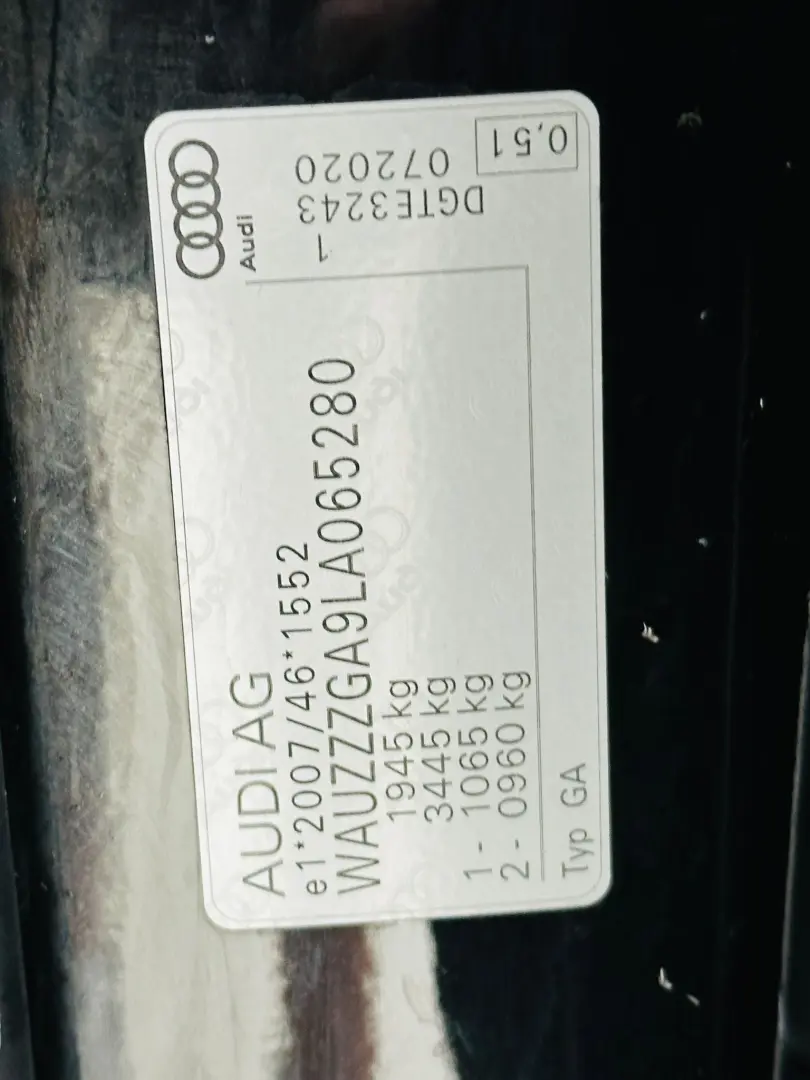 AUDI AG
e1*2007/46*1552
WAUZZZGA9LA065280
1945 kg
3445 kg
1 - 1065 kg
2 - 0960 kg
Typ GA
Audi
1
DGTE3243
072020
0,51